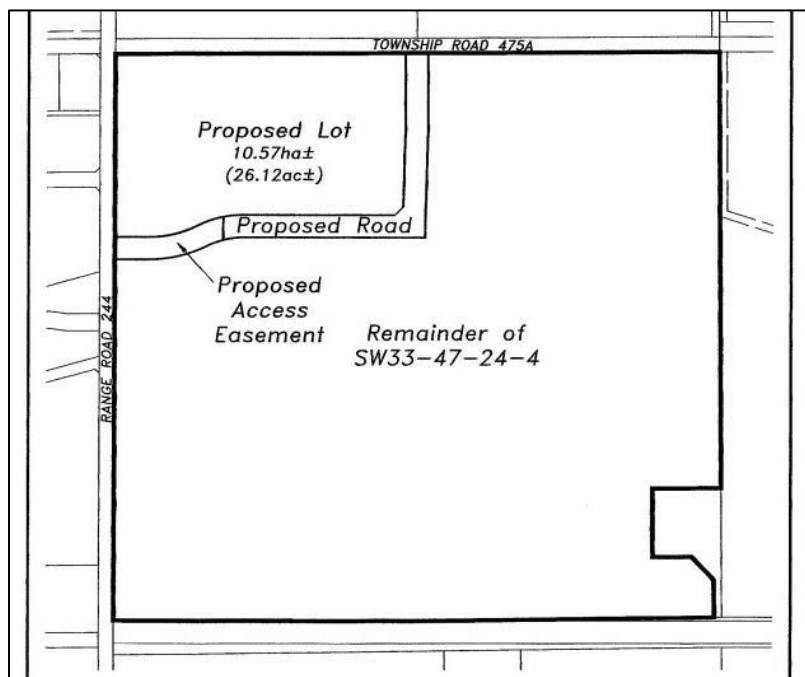 TOWNSHIP ROAD 475A
Proposed Lot
10.57ha±
(26.12ac±)
Proposed Road
Proposed
Access
Easement
RANGE ROAD 244
Remainder of
SW33-47-24-4